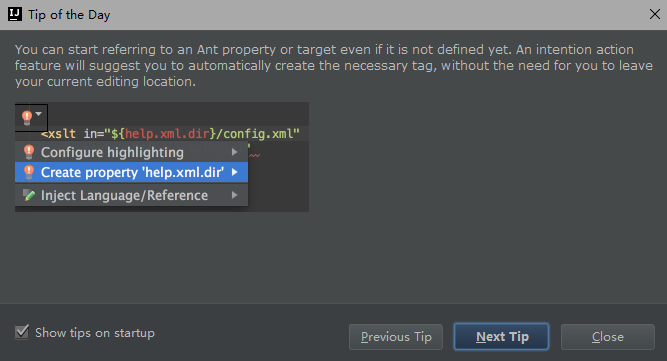 IJ Tip of the Day
You can start referring to an Ant property or target even if it is not defined yet. An intention action
feature will suggest you to automatically create the necessary tag, without the need for you to leave
your current editing location.
<xslt in="${help.xml.dir}/config.xml"
Configure highlighting
Create property 'help.xml.dir'
Inject Language/Reference
Show tips on startup
Previous Tip
Next Tip
Close